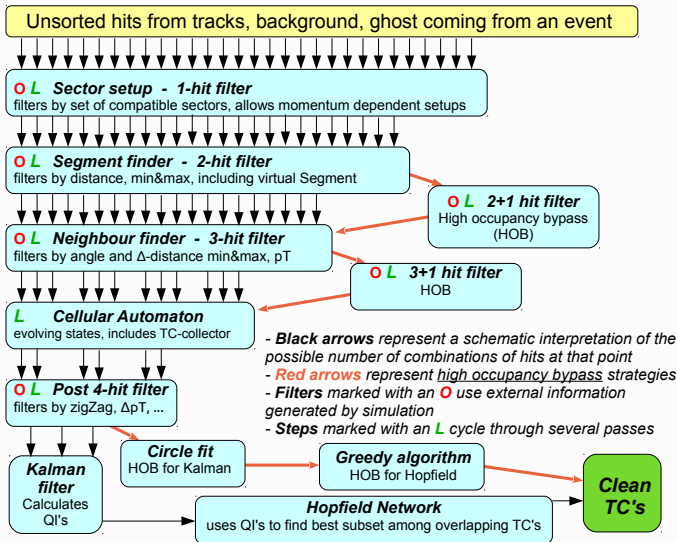 Unsorted hits from tracks, background, ghost coming from an event
O L Sector setup - 1-hit filter
filters by set of compatible sectors, allows momentum dependent setups
O L Segment finder - 2-hit filter
filters by distance, min&max, including virtual Segment
O L 2+1 hit filter
High occupancy bypass
(HOB)
O L Neighbour finder - 3-hit filter
filters by angle and Δ-distance min&max, pT
O L 3+1 hit filter
HOB
L Cellular Automaton
evolving states, includes TC-collector
- Black arrows represent a schematic interpretation of the
possible number of combinations of hits at that point
- Red arrows represent high occupancy bypass strategies
- Filters marked with an O use external information
generated by simulation
- Steps marked with an L cycle through several passes
O L Post 4-hit filter
filters by zigZag, ΔpT, ...
Circle fit
HOB for Kalman
Greedy algorithm
HOB for Hopfield
Kalman
filter
Calculates
QI's
Hopfield Network
uses QI's to find best subset among overlapping TC's
Clean
TC's